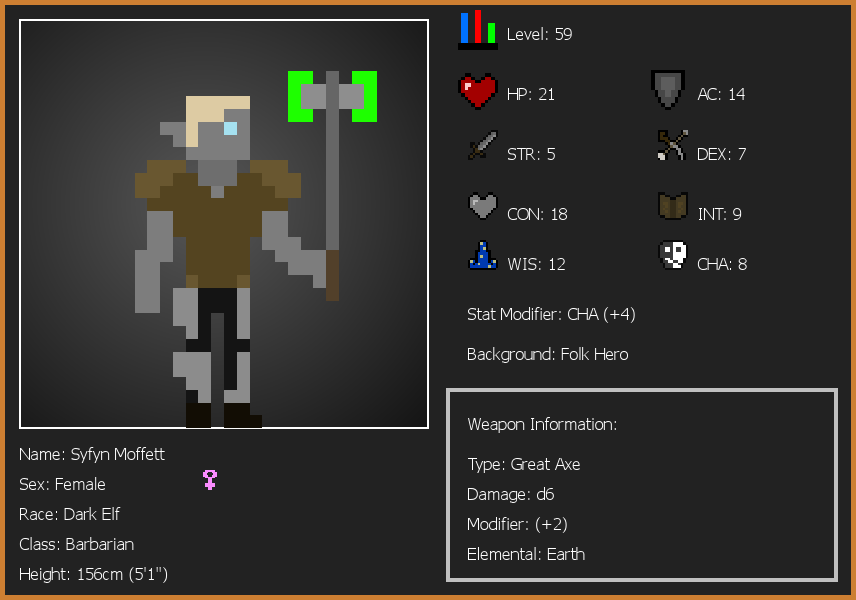 Level: 59
HP: 21
AC: 14
STR: 5
DEX: 7
CON: 18
INT: 9
WIS: 12
CHA: 8
Stat Modifier: CHA (+4)
Background: Folk Hero
Weapon Information:
Type: Great Axe
Damage: d6
Modifier: (+2)
Elemental: Earth
Name: Syfyn Moffett
Sex: Female
Race: Dark Elf
Class: Barbarian
Height: 156cm (5'1")